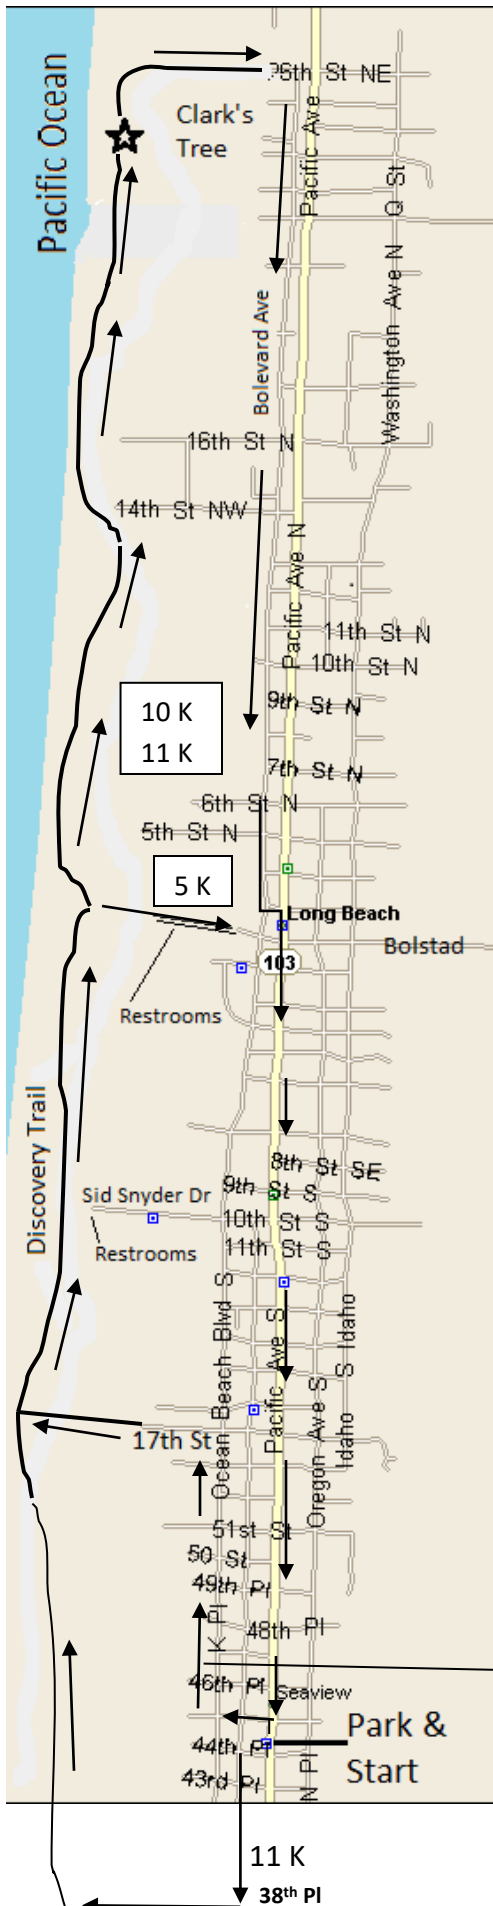 Pacific Ocean
26th St NE
Clark's
Tree
Pacific Ave
Q St
Washington Ave N
Bolevard Ave
16th St N
14th St NW
Pacific Ave N
11th St N
10th St N
10 K
11 K
9th St N
7th St N
6th St N
5th St N
5 K
Long Beach
Bolstad
103
Restrooms
Discovery Trail
8th St SE
Sid Snyder Dr
9th St S
10th St S
Restrooms
11th St S
Ocean Beach Blvd S
Pacific Ave S
Oregon Ave S
S Idaho
Idaho
17th St
51st St
50 St
49th Pl
K Pl
48th Pl
46th Pl
Seaview
Park &
Start
44th Pl
43rd Pl
N Pl
11 K
38th Pl